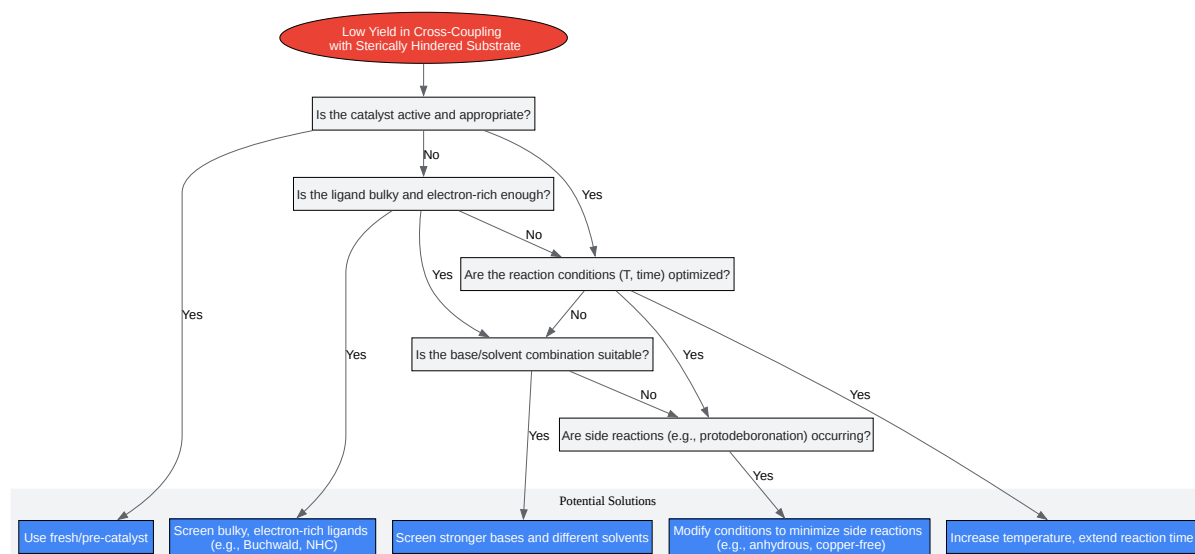 Low Yield in Cross-Coupling
with Sterically Hindered Substrate
Is the catalyst active and appropriate?
No
Is the ligand bulky and electron-rich enough?
Yes
No
Are the reaction conditions (T, time) optimized?
Yes
Yes
No
Yes
Is the base/solvent combination suitable?
Yes
No
Yes
Yes
Are side reactions (e.g., protodeboronation) occurring?
Yes
Potential Solutions
Use fresh/pre-catalyst
Screen bulky, electron-rich ligands
(e.g., Buchwald, NHC)
Screen stronger bases and different solvents
Modify conditions to minimize side reactions
(e.g., anhydrous, copper-free)
Increase temperature, extend reaction time